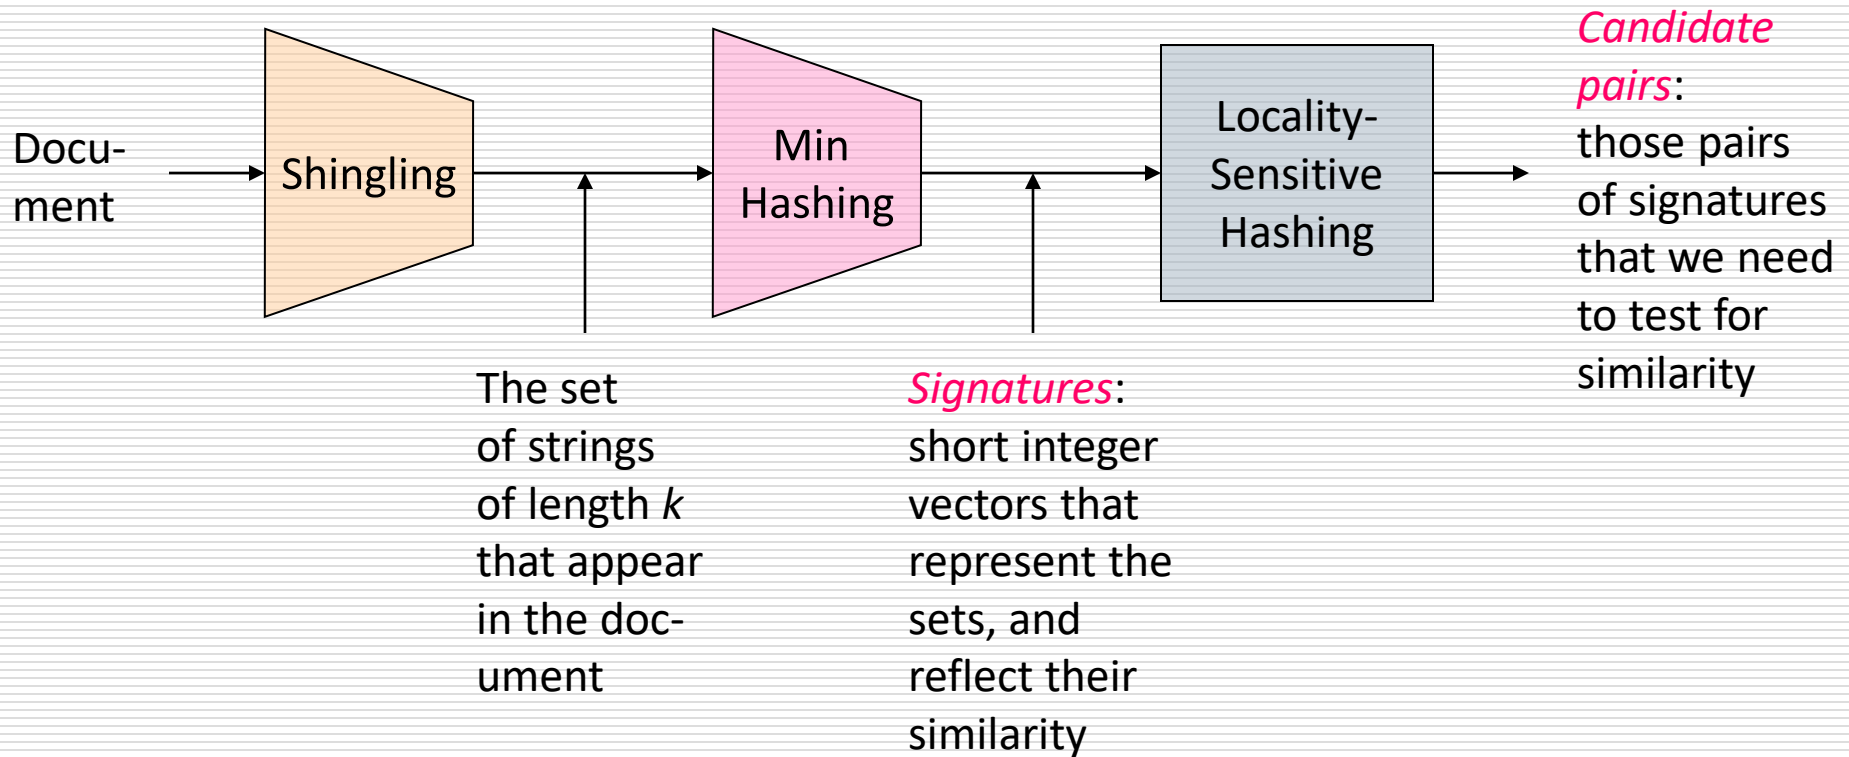 Docu-
ment
Shingling
The set
of strings
of length k
that appear
in the doc-
ument
Min
Hashing
Signatures:
short integer
vectors that
represent the
sets, and
reflect their
similarity
Locality-
Sensitive
Hashing
Candidate
pairs:
those pairs
of signatures
that we need
to test for
similarity